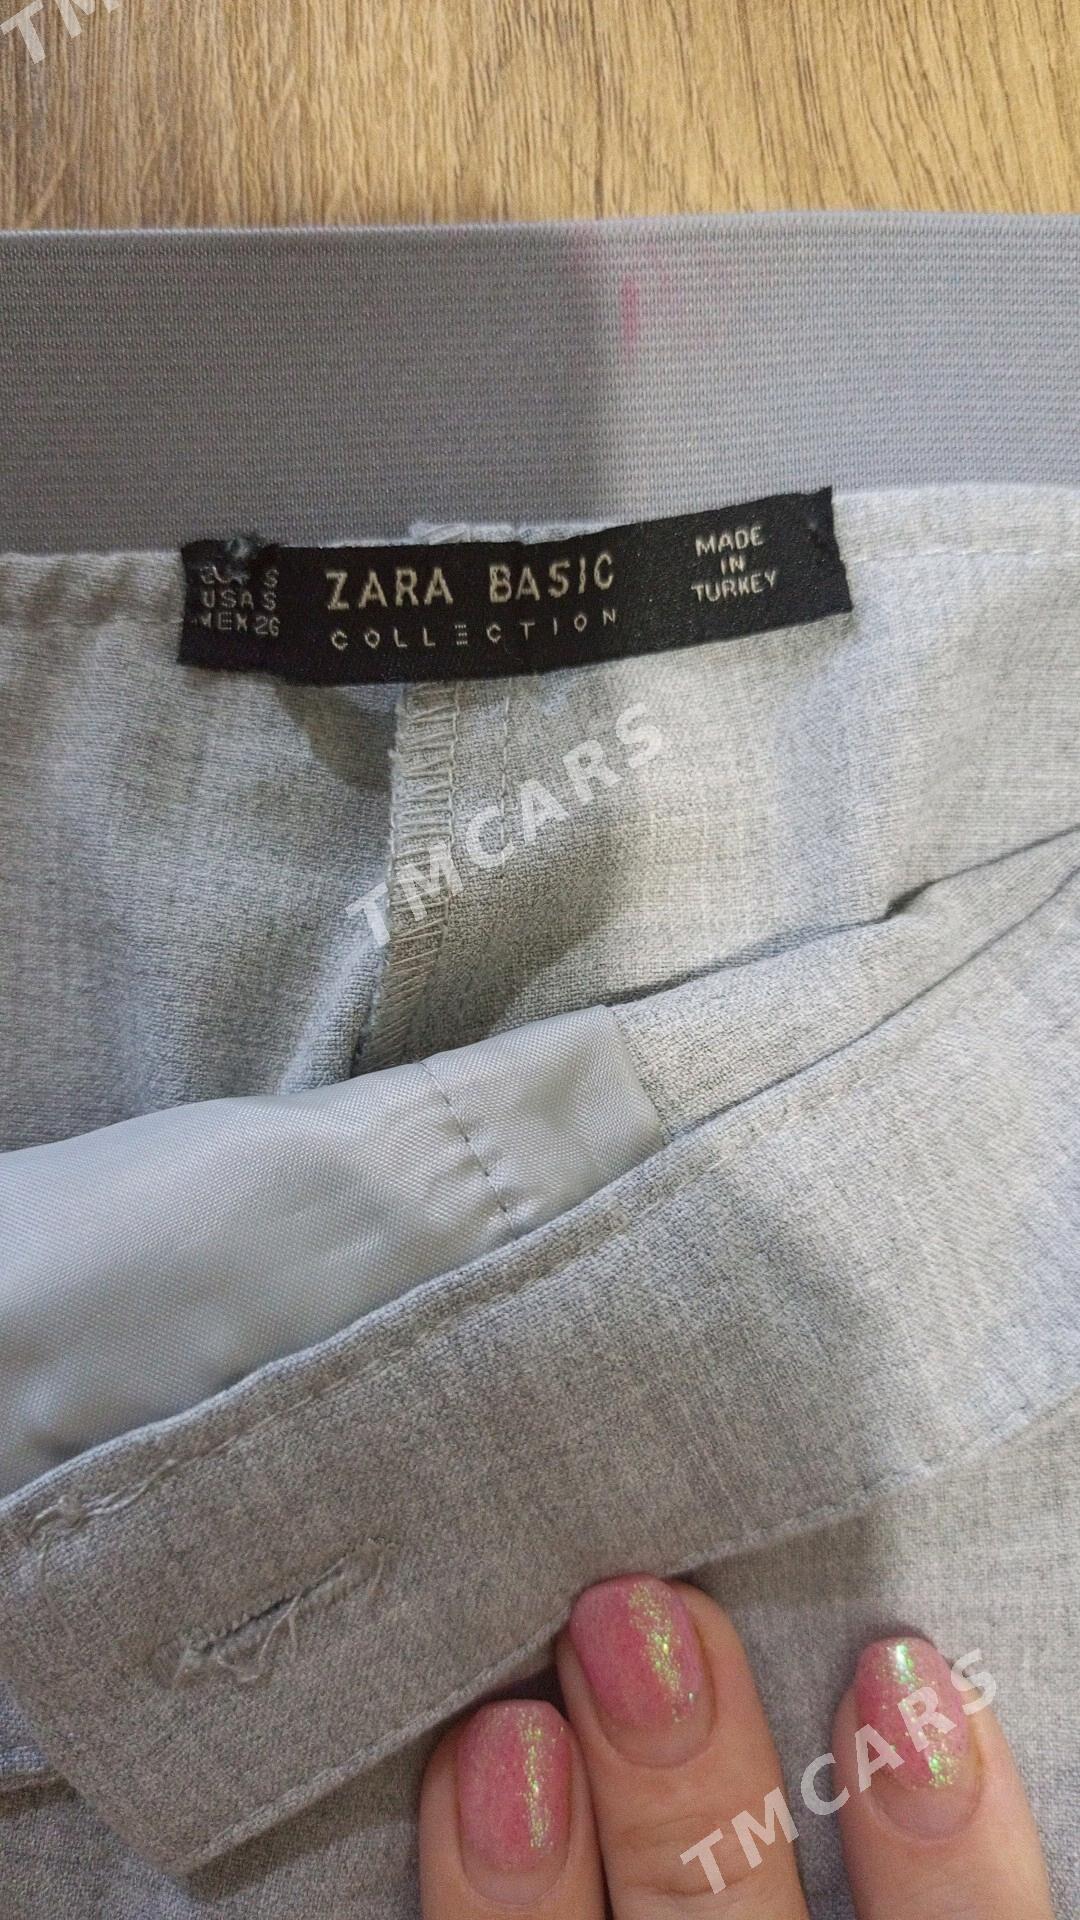 EUR S
USA S
MEX 26
ZARA BASIC
COLLECTION
MADE
IN
TURKEY
TMCARS
TMCARS